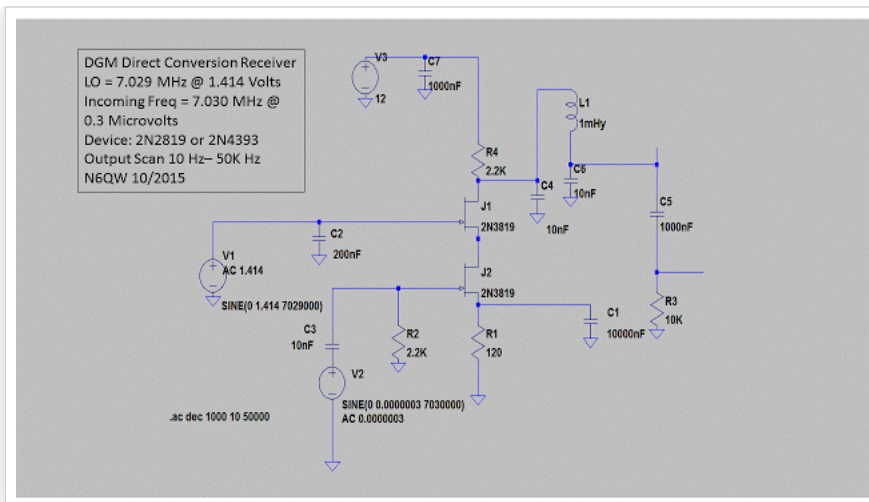 DGM Direct Conversion Receiver
LO = 7.029 MHz @ 1.414 Volts
Incoming Freq = 7.030 MHz @
0.3 Microvolts
Device: 2N2819 or 2N4393
Output Scan 10 Hz– 50K Hz
N6QW 10/2015
V3
12
C7
1000nF
L1
1mHy
R4
2.2K
C4
10nF
C6
10nF
C5
1000nF
J1
2N3819
C2
200nF
V1
AC 1.414
SINE(0 1.414 7029000)
J2
2N3819
C3
10nF
R2
2.2K
R1
120
C1
10000nF
R3
10K
V2
SINE(0 0.0000003 7030000)
AC 0.0000003
.ac dec 1000 10 50000